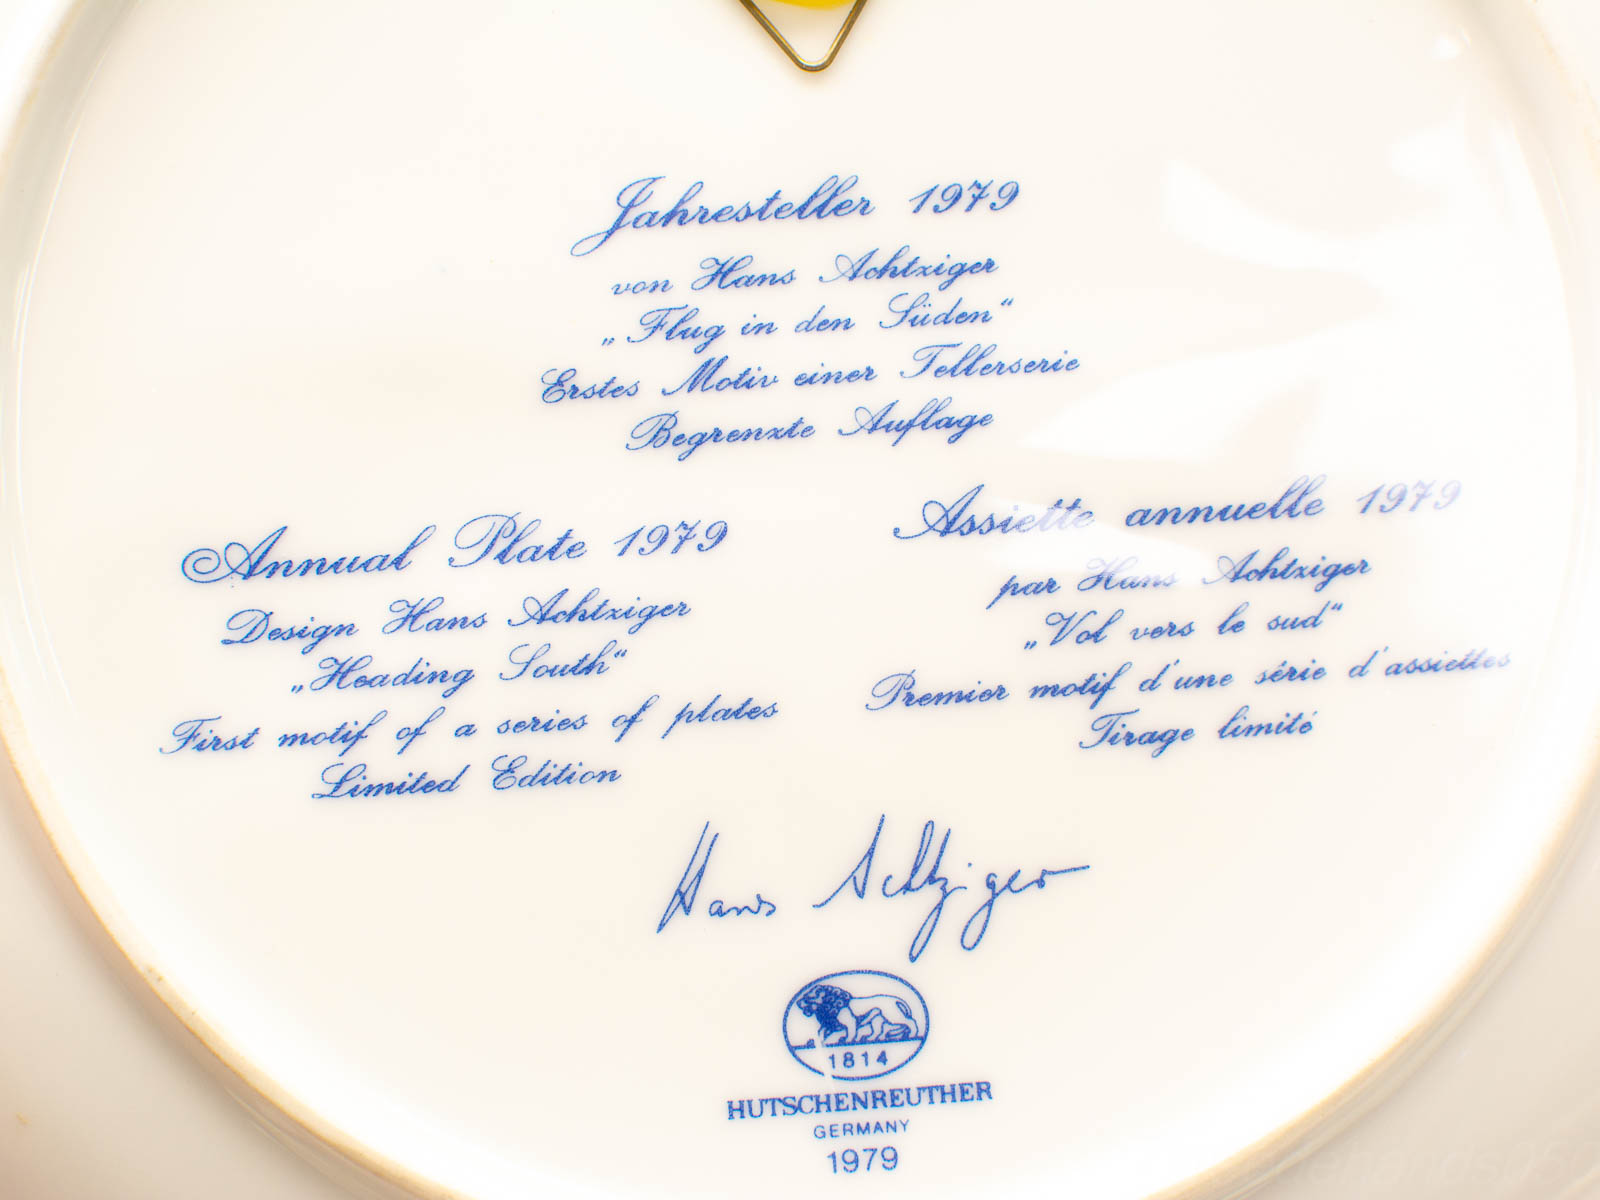 Jahresteller 1979
von Hans Achtziger
„Flug in den Süden“
Erstes Motiv einer Tellerserie
Begrenzte Auflage
Annual Plate 1979
Design Hans Achtziger
„Heading South“
First motif of a series of plates
Limited Edition
Assiette annuelle 1979
par Hans Achtziger
„Vol vers le sud“
Premier motif d'une série d'assiettes
Tirage limité
Hans Achtziger
1814
HUTSCHENREUTHER
GERMANY
1979